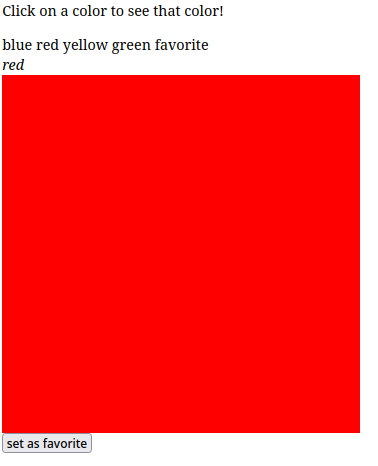 Click on a color to see that color!
blue red yellow green favorite
red
set as favorite